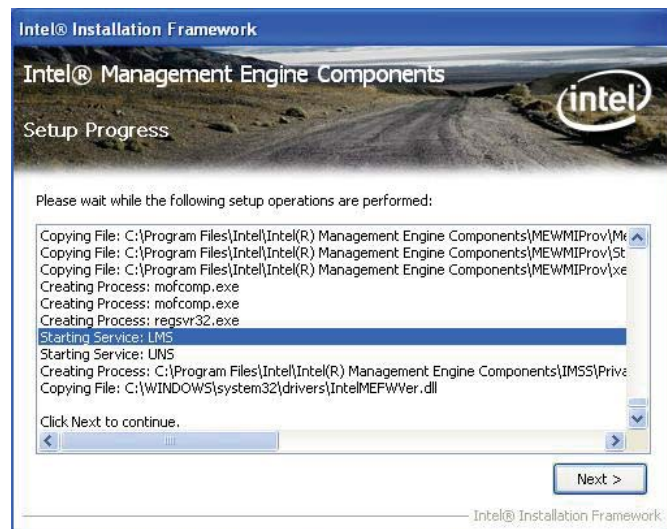 Intel® Installation Framework
Intel® Management Engine Components
intel
Setup Progress
Please wait while the following setup operations are performed:
Copying File: C:\Program Files\Intel\Intel(R) Management Engine Components\MEWMIProv\Me
Copying File: C:\Program Files\Intel\Intel(R) Management Engine Components\MEWMIProv\St
Copying File: C:\Program Files\Intel\Intel(R) Management Engine Components\MEWMIProv\xe
Creating Process: mofcomp.exe
Creating Process: mofcomp.exe
Creating Process: regsvr32.exe
Starting Service: LMS
Starting Service: UNS
Creating Process: C:\Program Files\Intel\Intel(R) Management Engine Components\IMSS\Priva
Copying File: C:\WINDOWS\system32\drivers\IntelMEFWVer.dll
Click Next to continue.
Next >
Intel® Installation Framework